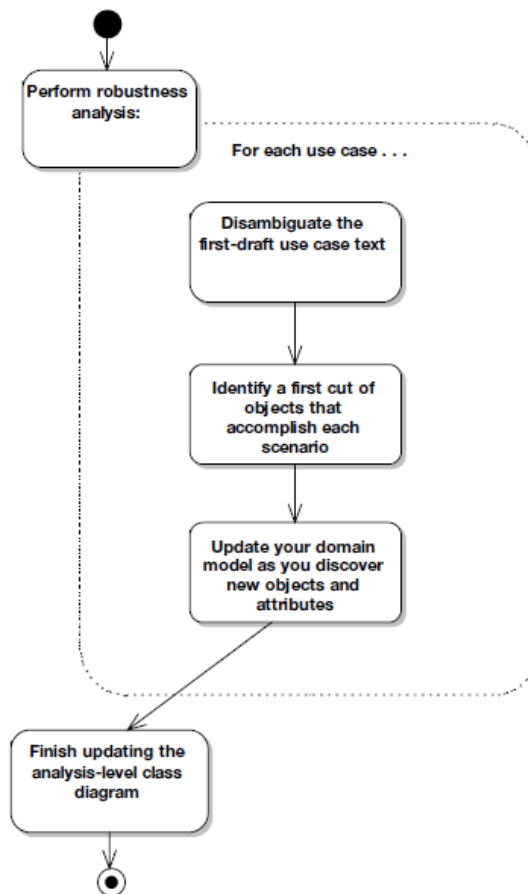 Perform robustness
analysis:
For each use case . . .
Disambiguate the
first-draft use case text
Identify a first cut of
objects that
accomplish each
scenario
Update your domain
model as you discover
new objects and
attributes
Finish updating the
analysis-level class
diagram